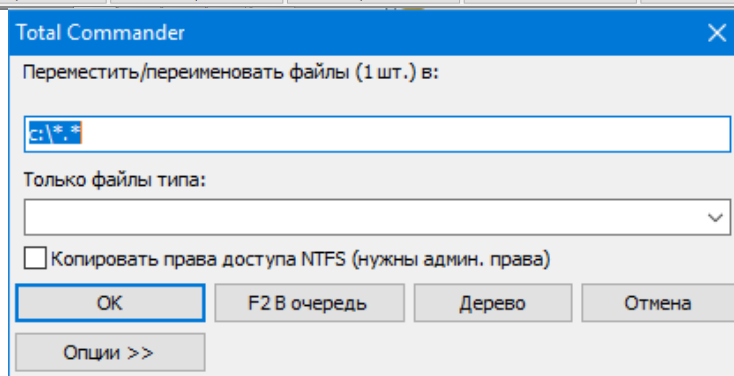 Total Commander
Переместить/переименовать файлы (1 шт.) в:
c:\*.*
Только файлы типа:
Копировать права доступа NTFS (нужны админ. права)
OK F2 В очередь Дерево Отмена
Опции >>